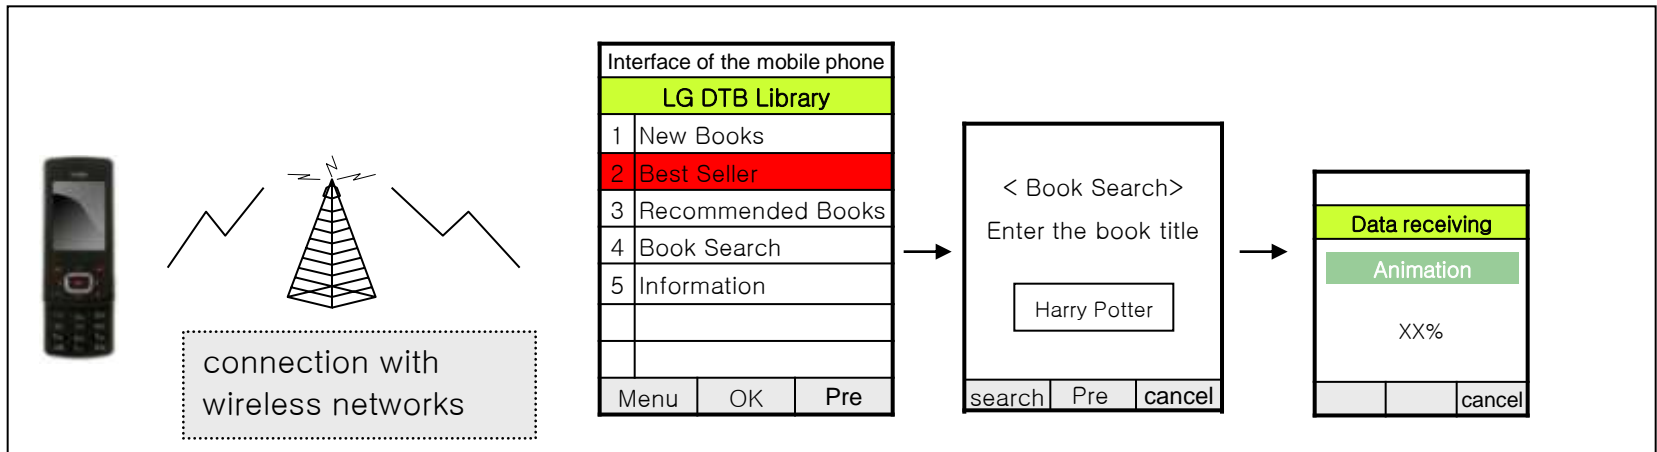 connection with
wireless networks
Interface of the mobile phone
LG DTB Library
1 New Books
2 Best Seller
3 Recommended Books
4 Book Search
5 Information
Menu OK Pre
< Book Search>
Enter the book title
Harry Potter
search Pre cancel
Data receiving
Animation
XX%
cancel